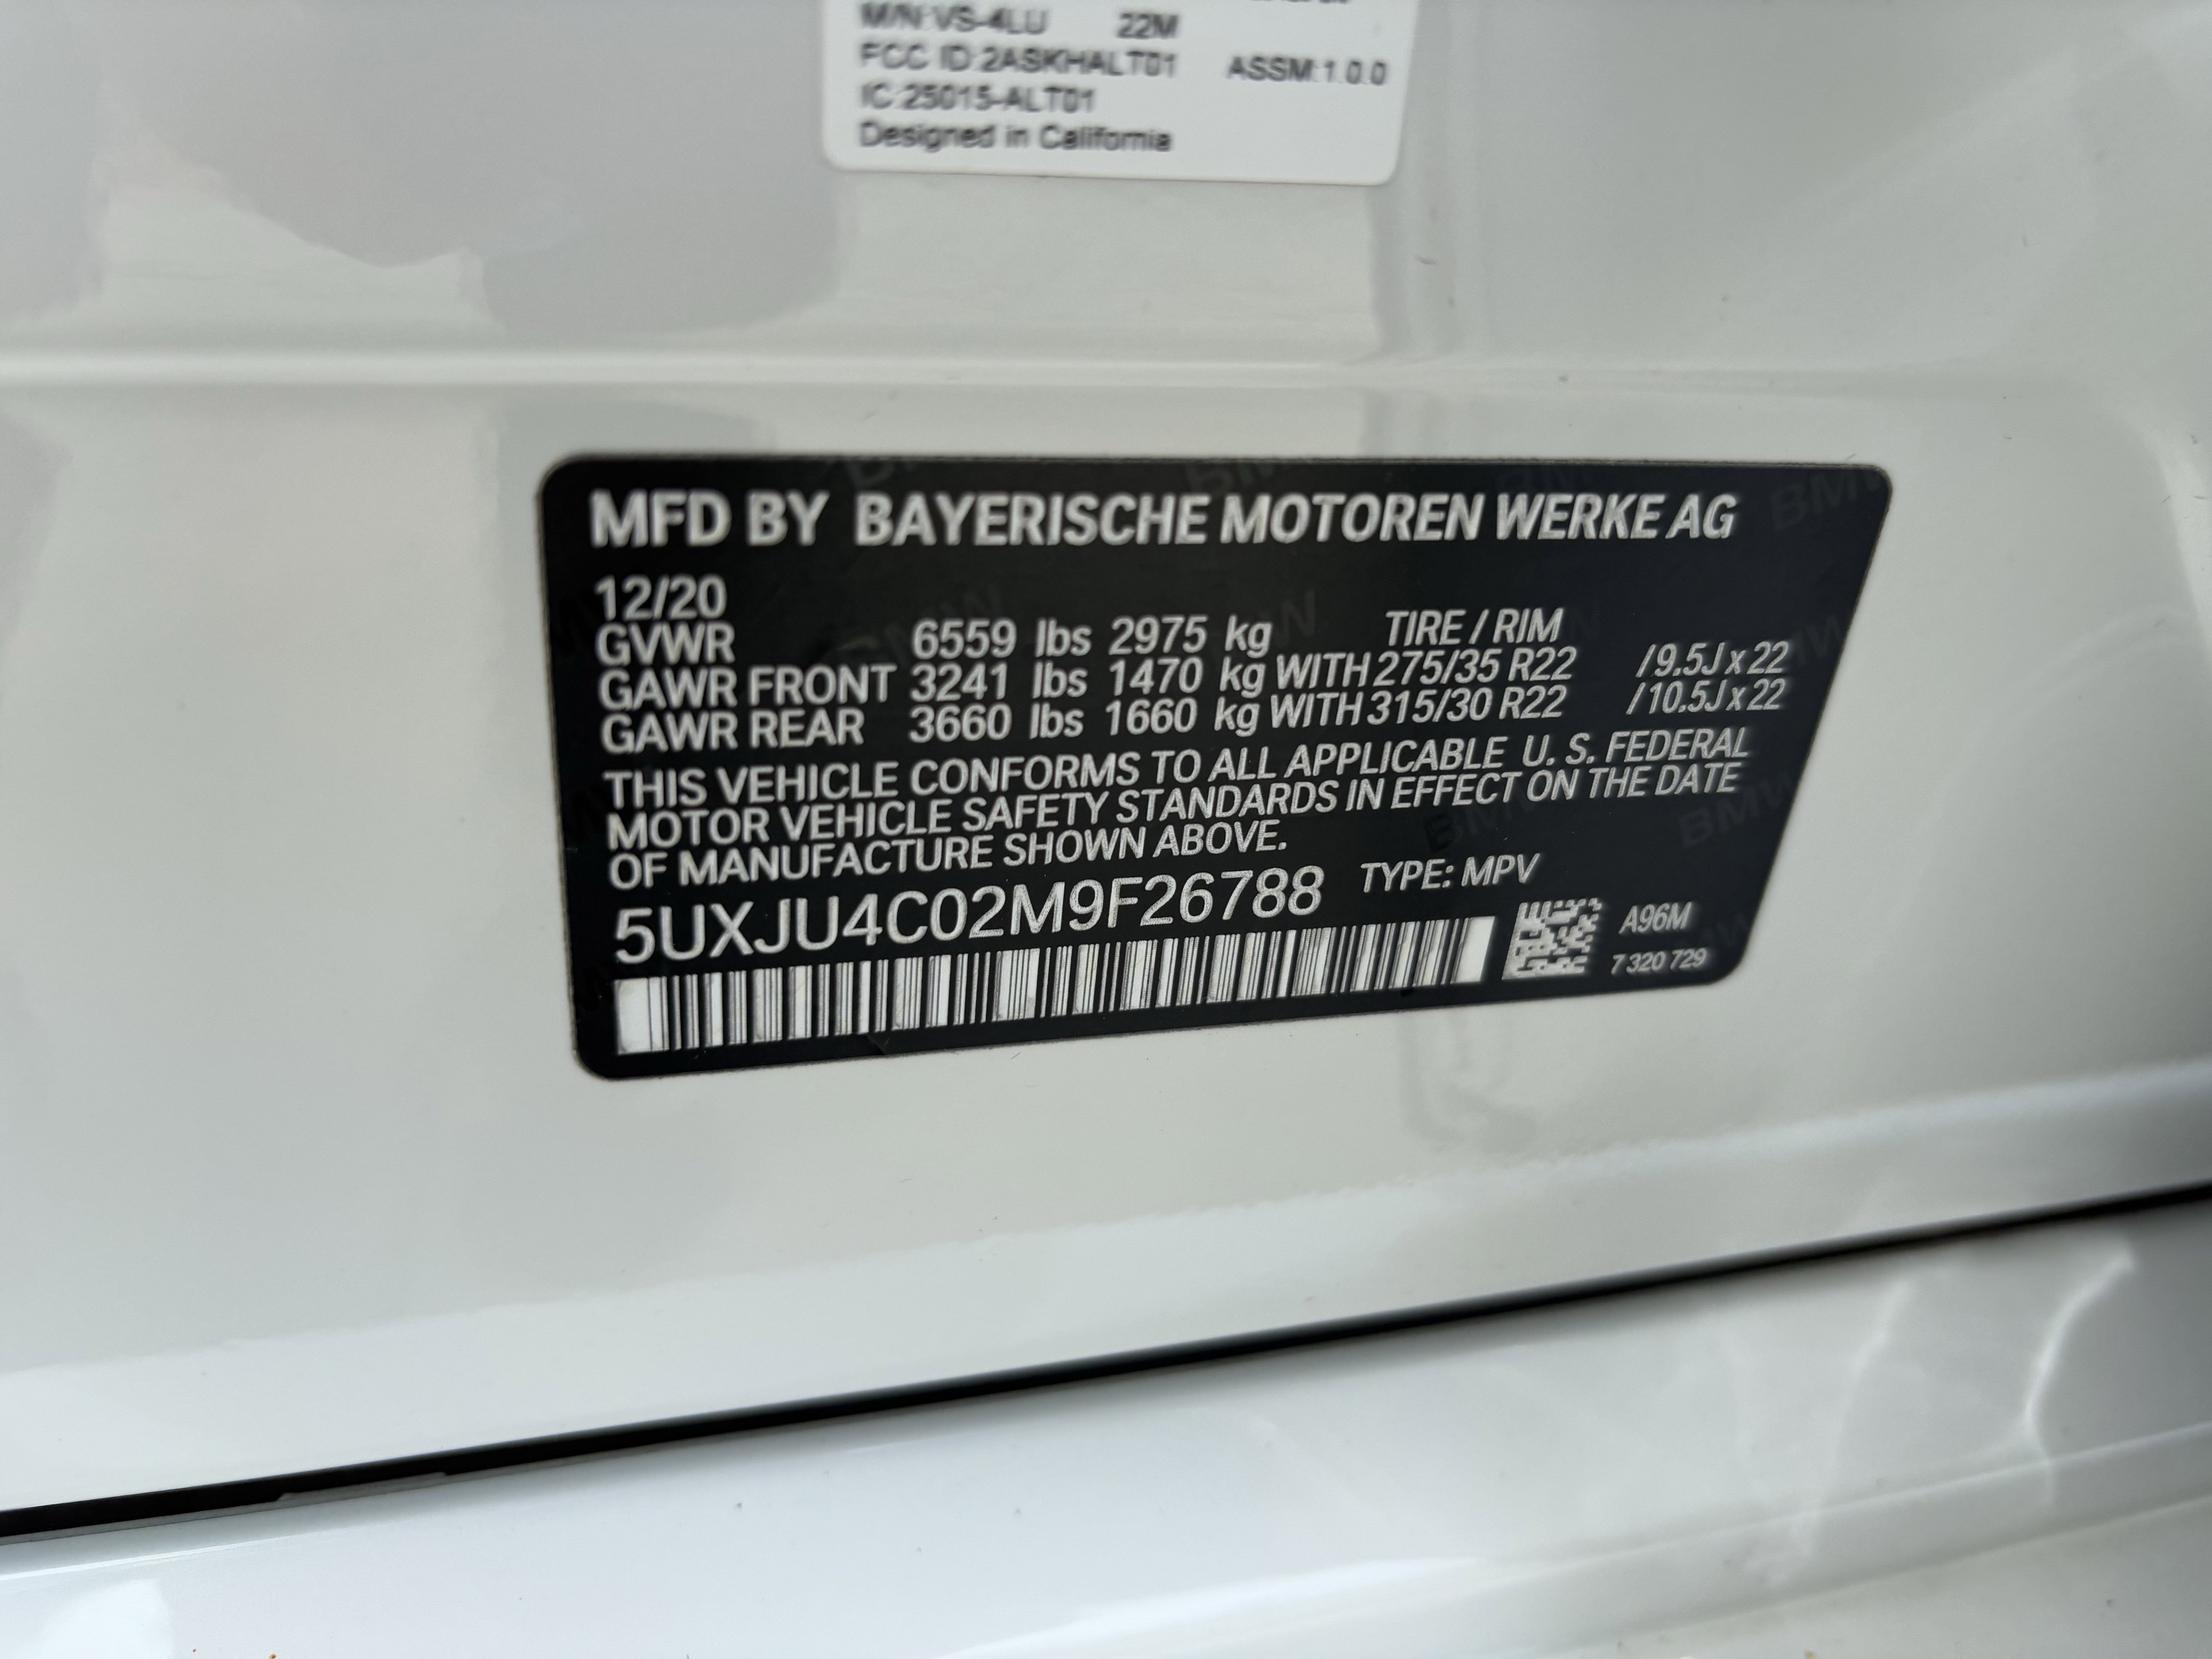 M/N:VS-4LU 22M
FCC ID:2ASKHALT01 ASSM:1.0.0
IC:25015-ALT01
Designed in California
MFD BY BAYERISCHE MOTOREN WERKE AG
12/20
TIRE / RIM
GVWR 6559 lbs 2975 kg
GAWR FRONT 3241 lbs 1470 kg WITH 275/35 R22 /9.5J x 22
GAWR REAR 3660 lbs 1660 kg WITH 315/30 R22 /10.5J x 22
THIS VEHICLE CONFORMS TO ALL APPLICABLE U. S. FEDERAL
MOTOR VEHICLE SAFETY STANDARDS IN EFFECT ON THE DATE
OF MANUFACTURE SHOWN ABOVE.
5UXJU4C02M9F26788 TYPE: MPV
A96M
7 320 729